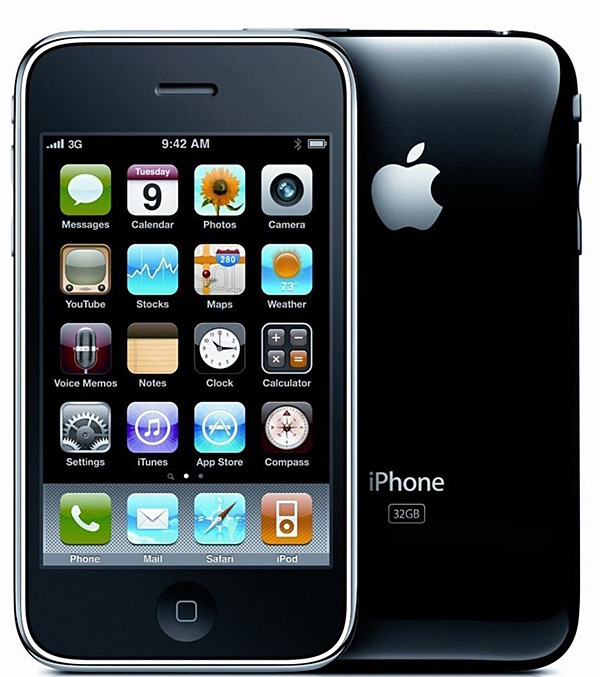 3G 9:42 AM
Tuesday
9
Messages Calendar Photos Camera
280
73°
YouTube Stocks Maps Weather
Voice Memos Notes Clock Calculator
Settings iTunes App Store Compass
Phone Mail Safari iPod
iPhone
32GB